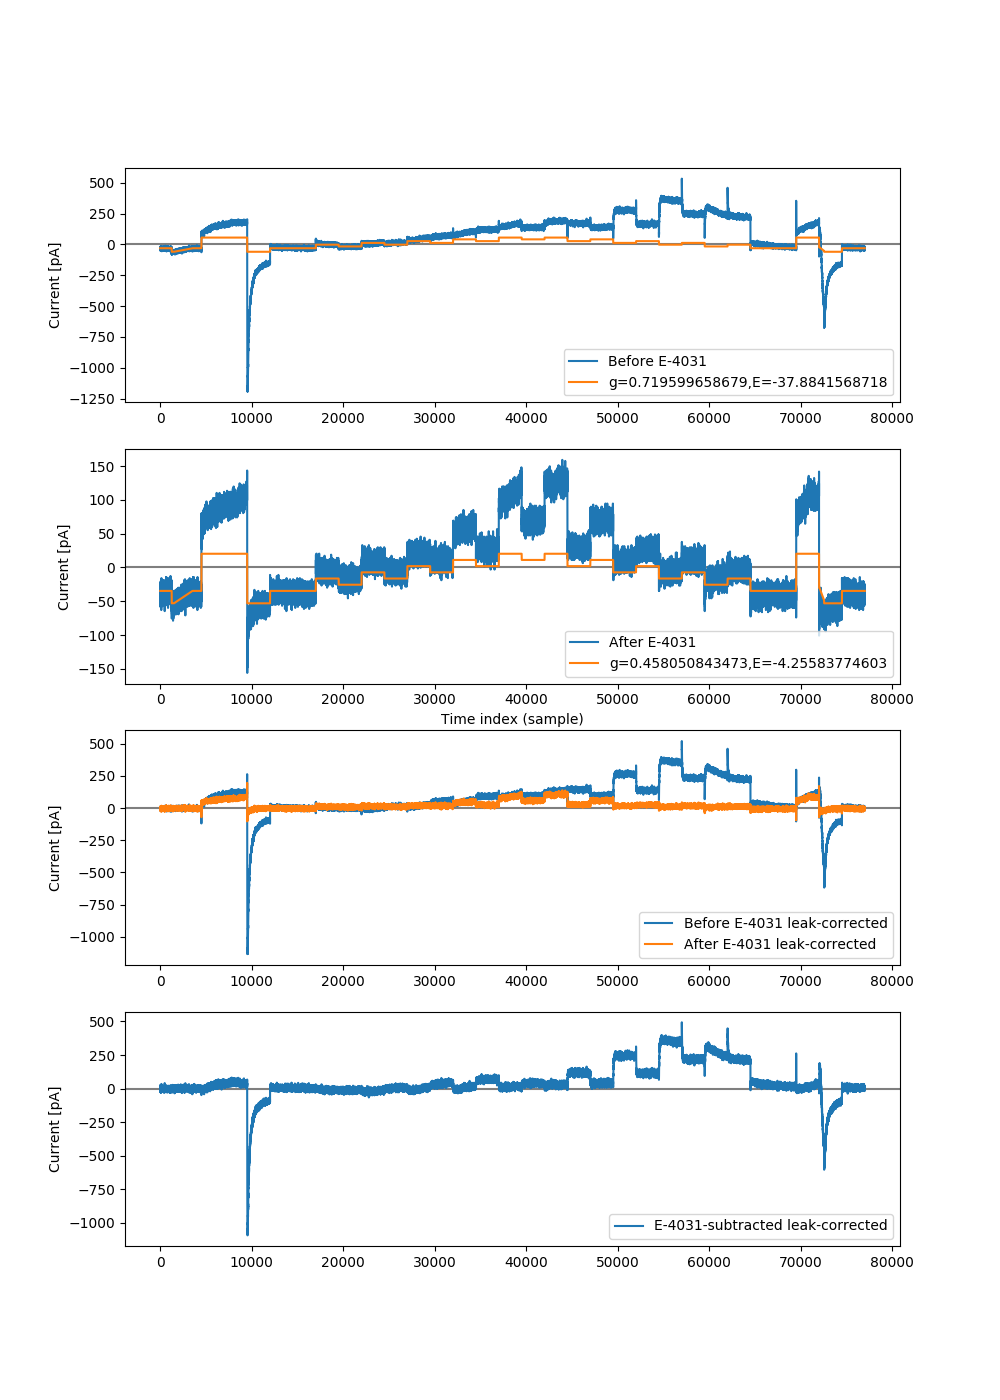 500
250
0
−250
−500
−750
−1000
−1250
Current [pA]
Before E-4031
g=0.719599658679,E=-37.8841568718
0 10000 20000 30000 40000 50000 60000 70000 80000
150
100
50
0
−50
−100
−150
Current [pA]
After E-4031
g=0.458050843473,E=-4.25583774603
0 10000 20000 30000 40000 50000 60000 70000 80000
Time index (sample)
500
250
0
−250
−500
−750
−1000
Current [pA]
Before E-4031 leak-corrected
After E-4031 leak-corrected
0 10000 20000 30000 40000 50000 60000 70000 80000
500
250
0
−250
−500
−750
−1000
Current [pA]
E-4031-subtracted leak-corrected
0 10000 20000 30000 40000 50000 60000 70000 80000